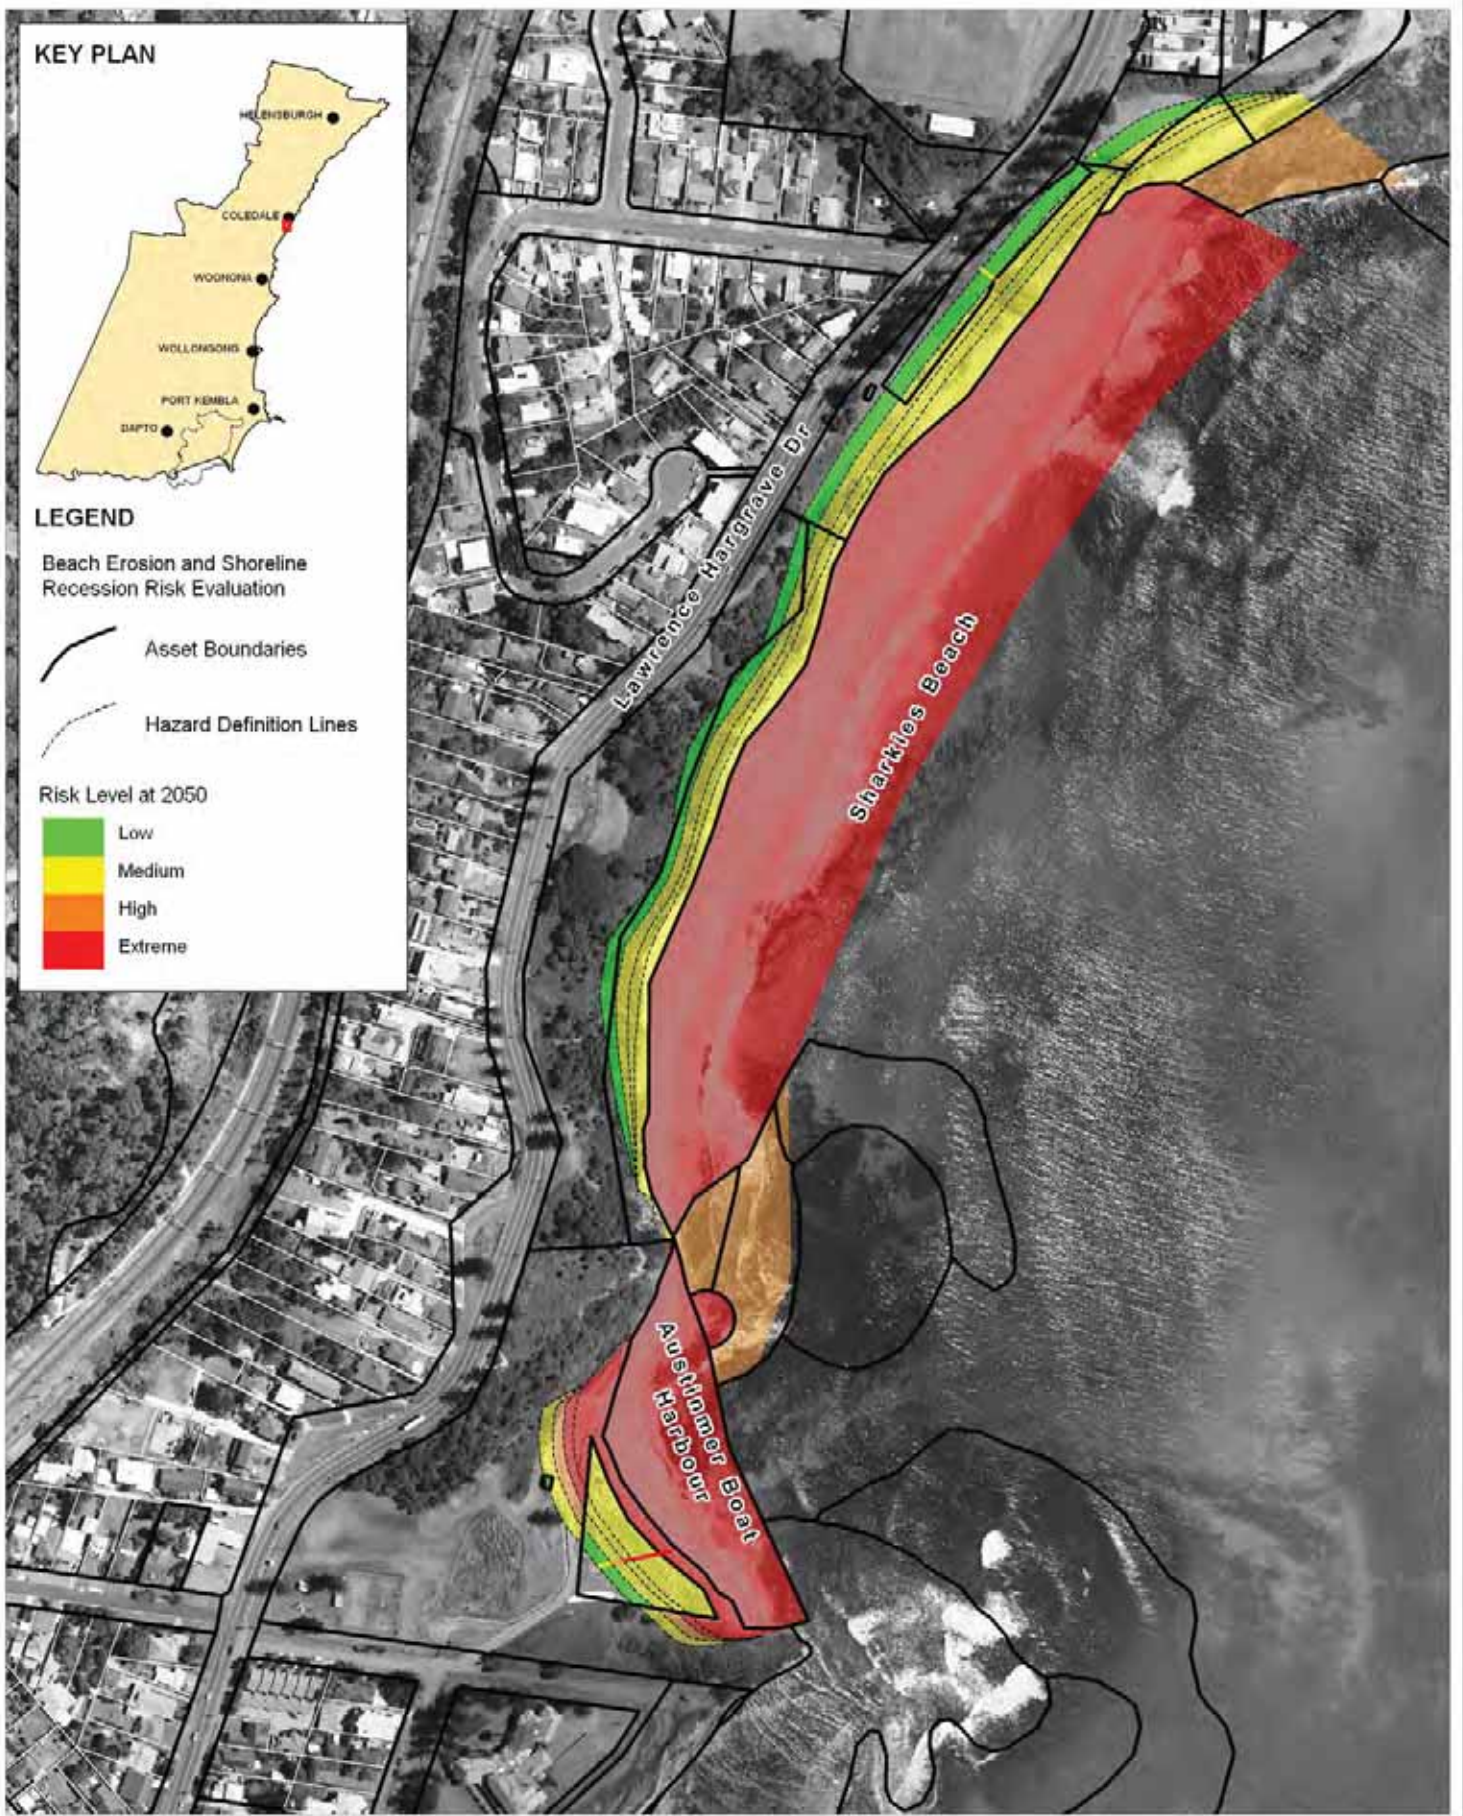 KEY PLAN
HELENSBURGH
COLEDALE
WOONONA
WOLLONGONG
PORT KEMBLA
DAPTO
LEGEND
Beach Erosion and Shoreline
Recession Risk Evaluation
Asset Boundaries
Hazard Definition Lines
Risk Level at 2050
Low
Medium
High
Extreme
Lawrence Hargrave Dr
Sharkies Beach
Austinmer Boat
Harbour